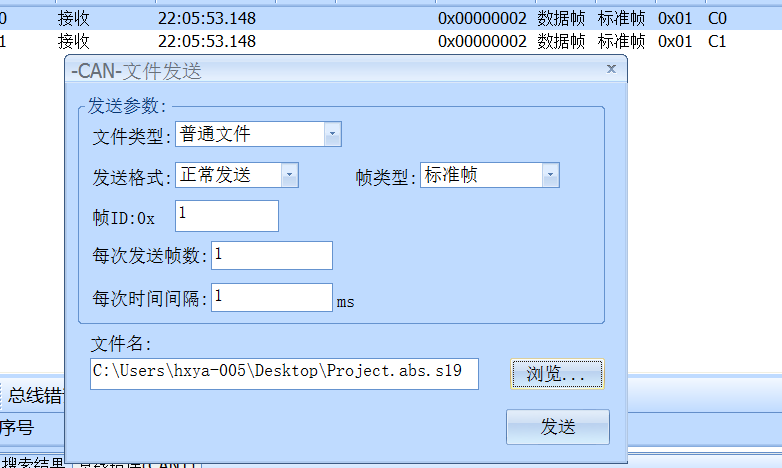 0 接收 22:05:53.148 0x00000002 数据帧 标准帧 0x01 C0
1 接收 22:05:53.148 0x00000002 数据帧 标准帧 0x01 C1
-CAN-文件发送 x
发送参数:
文件类型: 普通文件
发送格式: 正常发送 帧类型: 标准帧
帧ID:0x 1
每次发送帧数: 1
每次时间间隔: 1 ms
文件名:
C:\Users\hxya-005\Desktop\Project.abs.s19 浏览...
总线错
发送
序号
搜索结果